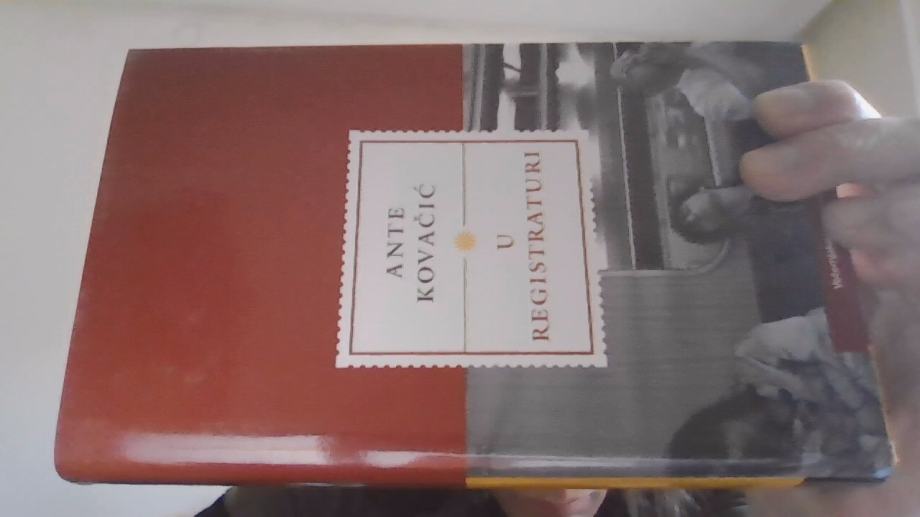 ANTE
KOVAČIĆ
U
REGISTRATURI